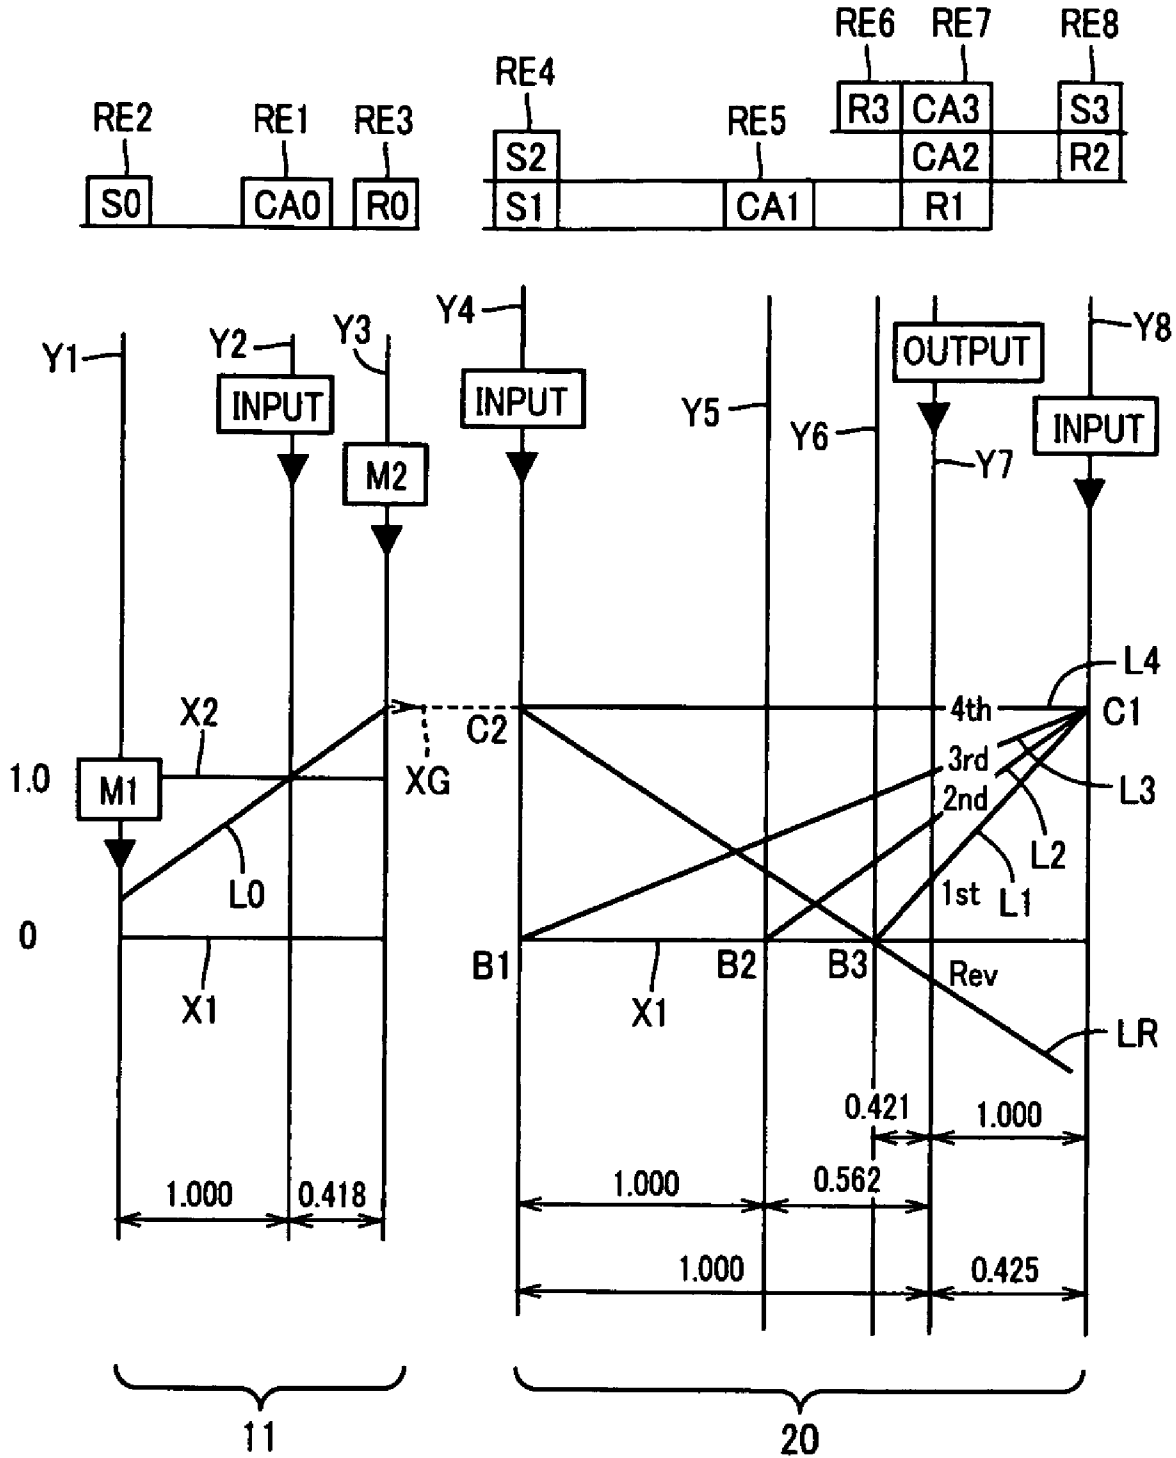 RE6 RE7 RE8
RE4
RE2 RE1 RE3 RE5
R3 CA3 S3
S2 CA2 R2
S0 CA0 R0 S1 CA1 R1
Y4
Y1 Y2 Y3 Y8
OUTPUT
INPUT INPUT Y5 INPUT
Y6
M2 Y7
L4
X2 4th C1
C2
3rd
1.0 M1 XG L3
2nd
L2
L0 1st L1
0
B1 B2 B3 Rev
X1 X1
LR
0.421 1.000
1.000 0.418 1.000 0.562
1.000 0.425
11 20